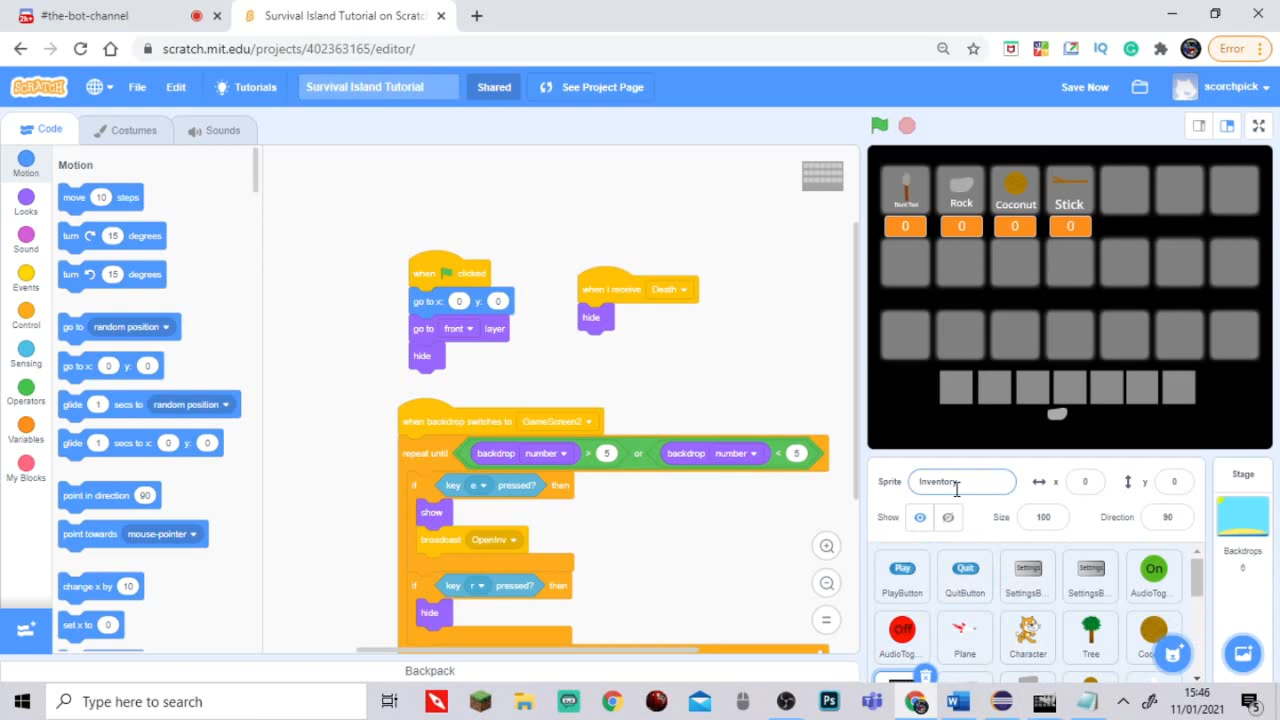 #the-bot-channel
Survival Island Tutorial on Scratc
scratch.mit.edu/projects/402363165/editor/
IQ
Error
SCRATCH
File
Edit
Tutorials
Survival Island Tutorial
Shared
See Project Page
Save Now
scorchpick
Code
Costumes
Sounds
Motion
Looks
Sound
Events
Control
Sensing
Operators
Variables
My Blocks
Motion
move 10 steps
turn 15 degrees
turn 15 degrees
go to random position
go to x: 0 y: 0
glide 1 secs to random position
glide 1 secs to x: 0 y: 0
point in direction 90
point towards mouse-pointer
change x by 10
set x to 0
when clicked
go to x: 0 y: 0
go to front layer
hide
when I receive Death
hide
when backdrop switches to GameScreen2
repeat until backdrop number > 5 or backdrop number < 5
if key e pressed? then
show
broadcast OpenInv
if key r pressed? then
hide
Rock
Coconut
Stick
0
0
0
0
Sprite Inventory x 0 y 0
Show Size 100 Direction 90
Stage
Backdrops
6
Play
PlayButton
Quit
QuitButton
Settings
SettingsB...
Settings
SettingsB...
On
AudioTog...
Off
AudioTog...
Plane
Character
Tree
Backpack
Type here to search
15:46
11/01/2021
5